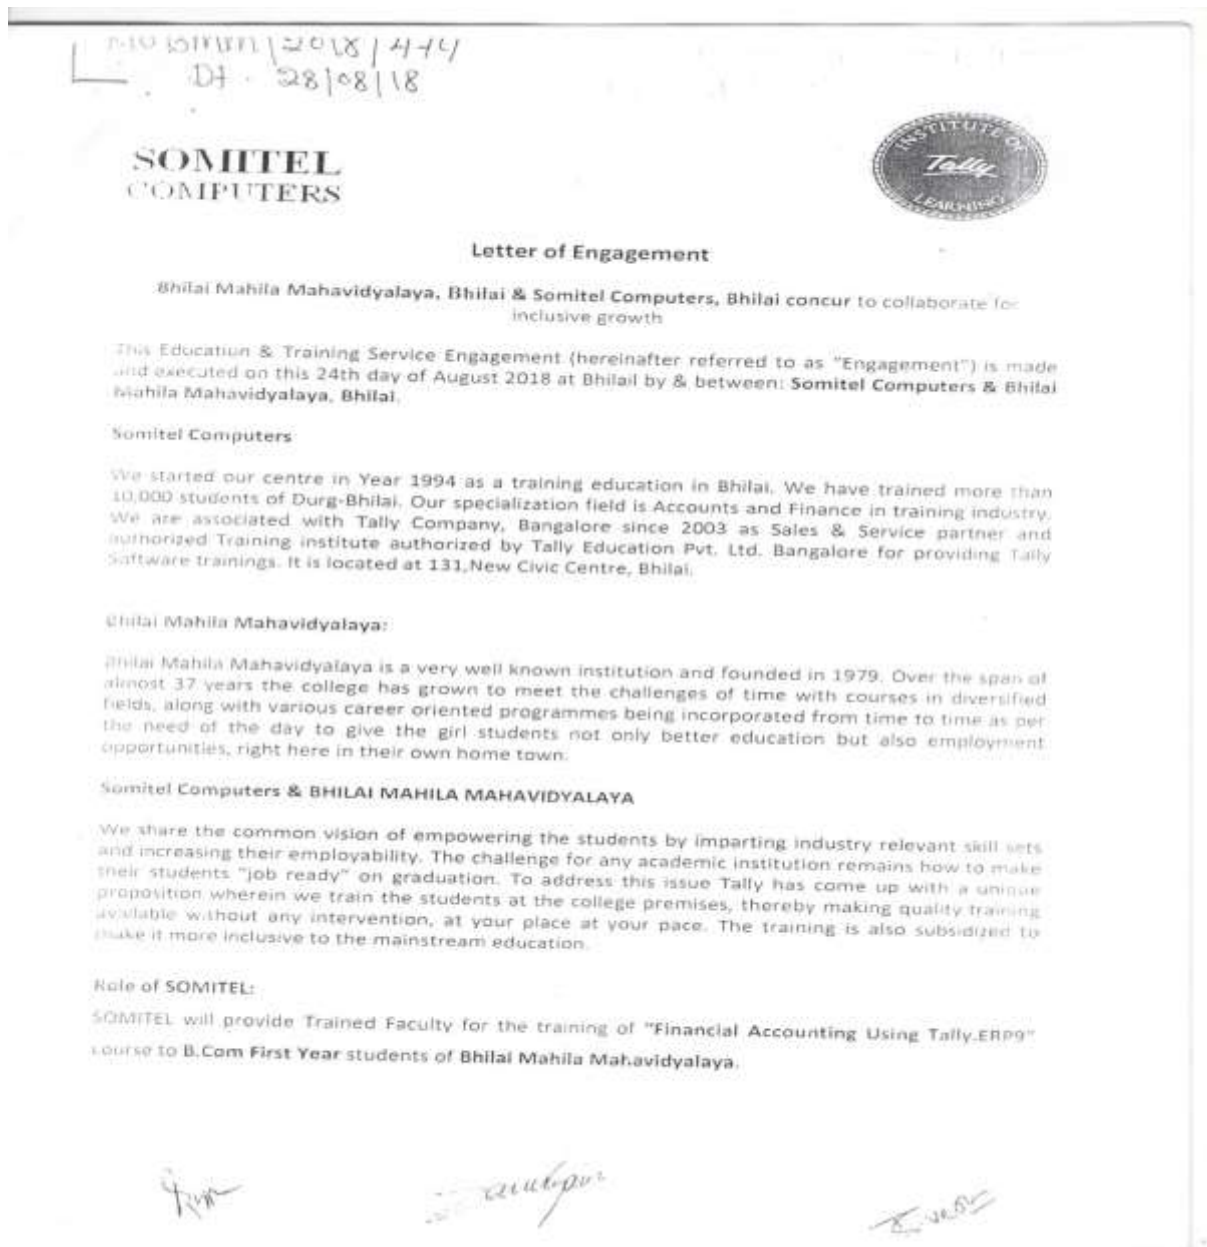 2018/474
Dt. 28/08/18
SOMITEL
COMPUTERS
INSTITUTE OF
Tally
LEARNING
Letter of Engagement
Bhilai Mahila Mahavidyalaya, Bhilai & Somitel Computers, Bhilai concur to collaborate for
inclusive growth
This Education & Training Service Engagement (hereinafter referred to as "Engagement") is made
and executed on this 24th day of August 2018 at Bhilail by & between: Somitel Computers & Bhilai
Mahila Mahavidyalaya, Bhilai.
Somitel Computers
We started our centre in Year 1994 as a training education in Bhilai. We have trained more than
10,000 students of Durg-Bhilai. Our specialization field is Accounts and Finance in training industry.
We are associated with Tally Company, Bangalore since 2003 as Sales & Service partner and
authorized Training institute authorized by Tally Education Pvt. Ltd. Bangalore for providing Tally
Software trainings. It is located at 131,New Civic Centre, Bhilai.
Bhilai Mahila Mahavidyalaya:
Bhilai Mahila Mahavidyalaya is a very well known institution and founded in 1979. Over the span of
almost 37 years the college has grown to meet the challenges of time with courses in diversified
fields, along with various career oriented programmes being incorporated from time to time as per
the need of the day to give the girl students not only better education but also employment
opportunities, right here in their own home town.
Somitel Computers & BHILAI MAHILA MAHAVIDYALAYA
We share the common vision of empowering the students by imparting industry relevant skill sets
and increasing their employability. The challenge for any academic institution remains how to make
their students "job ready" on graduation. To address this issue Tally has come up with a unique
proposition wherein we train the students at the college premises, thereby making quality training
available without any intervention, at your place at your pace. The training is also subsidized to
make it more inclusive to the mainstream education.
Role of SOMITEL:
SOMITEL will provide Trained Faculty for the training of "Financial Accounting Using Tally.ERP9"
course to B.Com First Year students of Bhilai Mahila Mahavidyalaya.